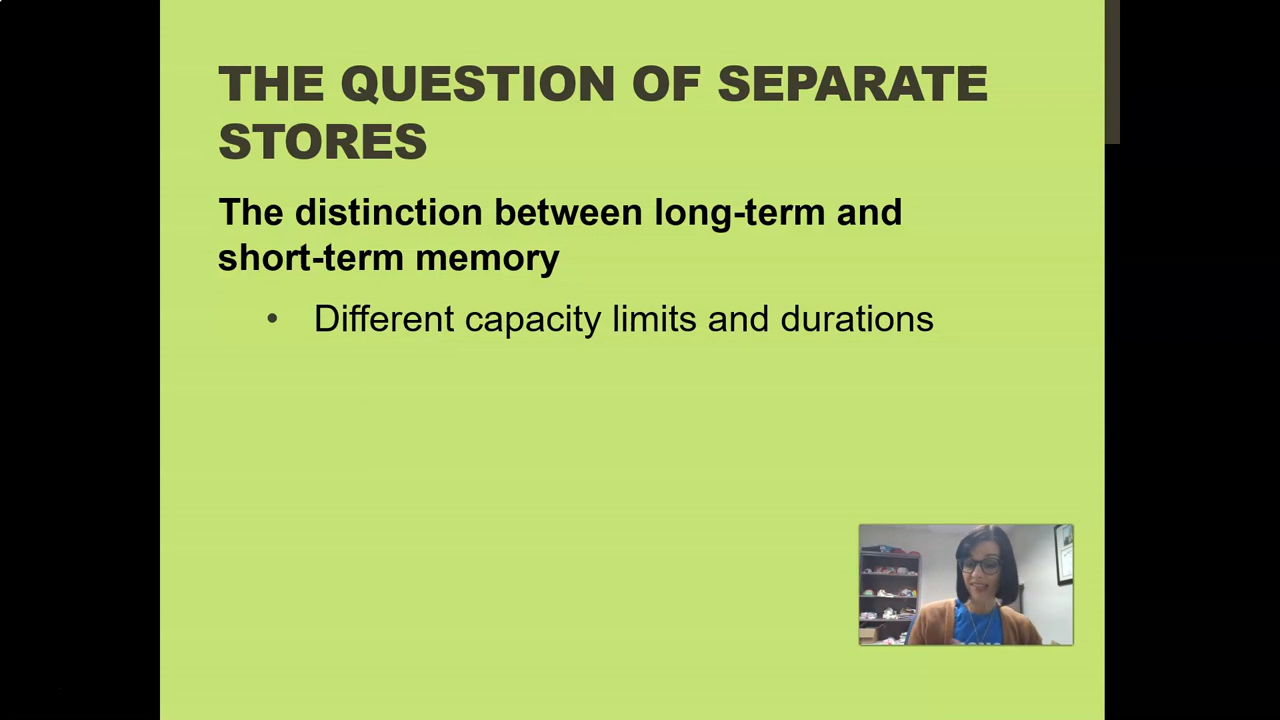 THE QUESTION OF SEPARATE
STORES
The distinction between long-term and
short-term memory
• Different capacity limits and durations